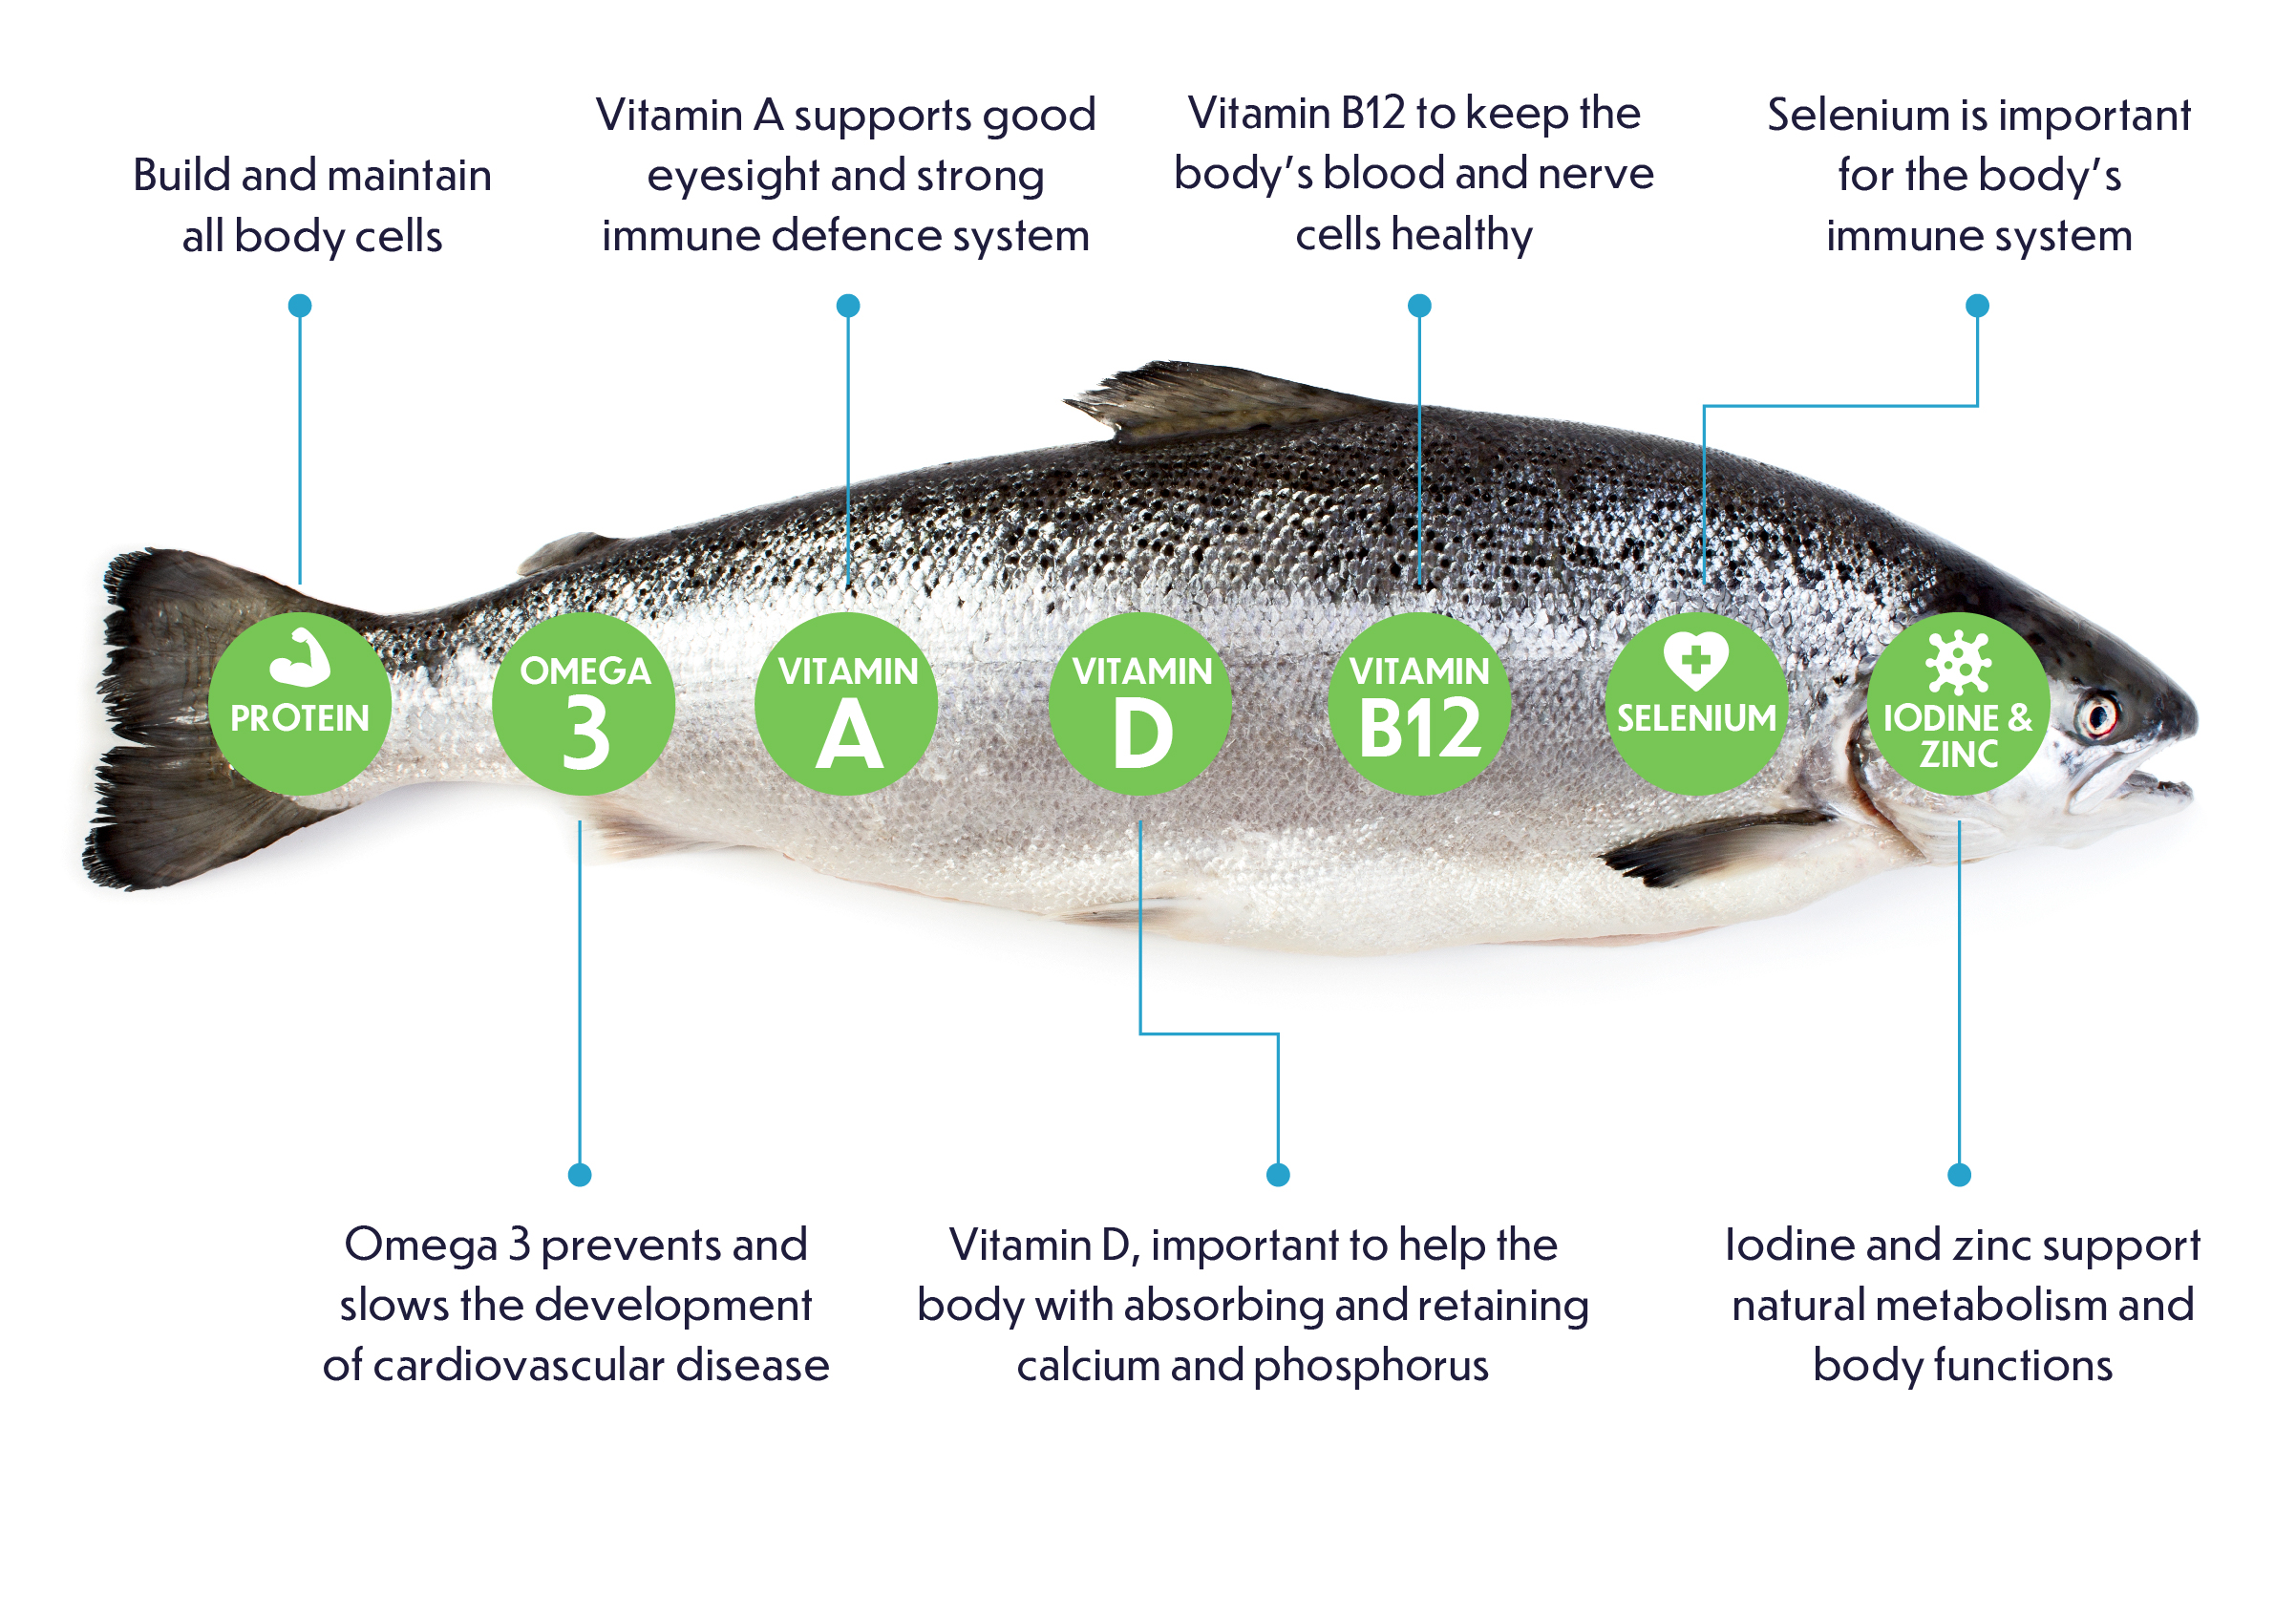 Build and maintain
all body cells
Vitamin A supports good
eyesight and strong
immune defence system
Vitamin B12 to keep the
body's blood and nerve
cells healthy
Selenium is important
for the body's
immune system
PROTEIN
OMEGA
3
VITAMIN
A
VITAMIN
D
VITAMIN
B12
SELENIUM
IODINE &
ZINC
Omega 3 prevents and
slows the development
of cardiovascular disease
Vitamin D, important to help the
body with absorbing and retaining
calcium and phosphorus
Iodine and zinc support
natural metabolism and
body functions